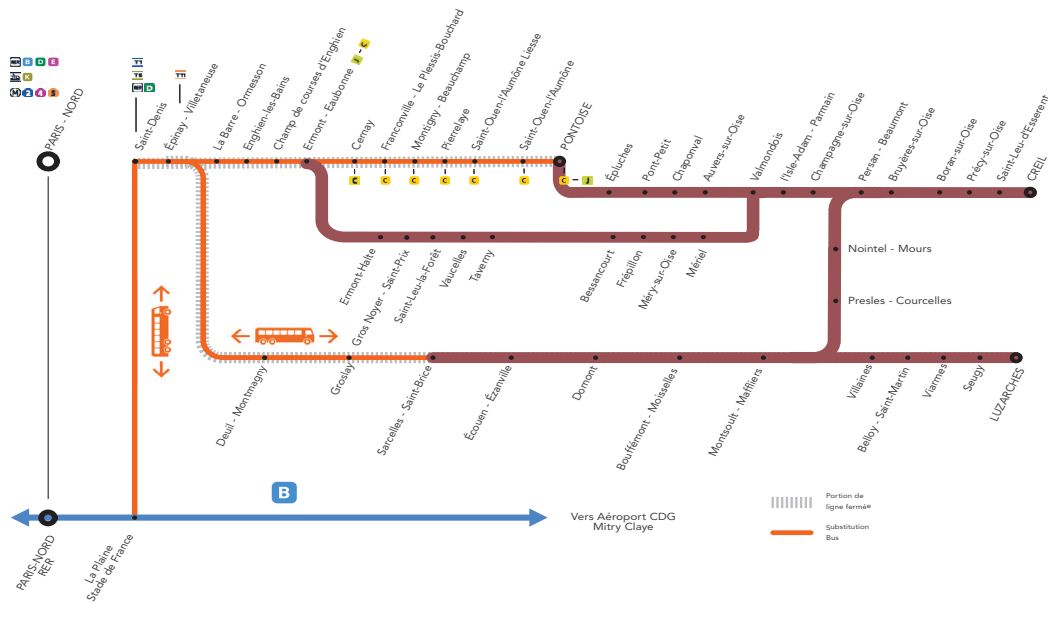 B D E
K
M 2 4 5
PARIS - NORD
T1
T8
D
T11
Saint-Denis
Épinay - Villetaneuse
La Barre - Ormesson
Enghien-les-Bains
Champ de courses d'Enghien
Ermont - Eaubonne
J - C
Cernay
Franconville - Le Plessis-Bouchard
Montigny - Beauchamp
Pierrelaye
Saint-Ouen-l'Aumône Liesse
Saint-Ouen-l'Aumône
PONTOISE
C
C
C
C
C
C
C - J
Épluches
Pont-Petit
Chaponval
Auvers-sur-Oise
Valmondois
l'Isle-Adam - Parmain
Champagne-sur-Oise
Persan - Beaumont
Bruyères-sur-Oise
Boran-sur-Oise
Précy-sur-Oise
Saint-Leu-d'Esserent
CREIL
Ermont-Halte
Gros Noyer - Saint-Prix
Saint-Leu-la-Forêt
Vaucelles
Taverny
Bessancourt
Frépillon
Méry-sur-Oise
Mériel
Nointel - Mours
Presles - Courcelles
Deuil - Montmagny
Groslay
Sarcelles - Saint-Brice
Écouen - Ézanville
Domont
Bouffémont - Moisselles
Montsoult - Maffliers
Villaines
Belloy - Saint-Martin
Viarmes
Seugy
LUZARCHES
B
Vers Aéroport CDG
Mitry Claye
PARIS-NORD
RER
La Plaine
Stade de France
Portion de
ligne fermée
Substitution
Bus